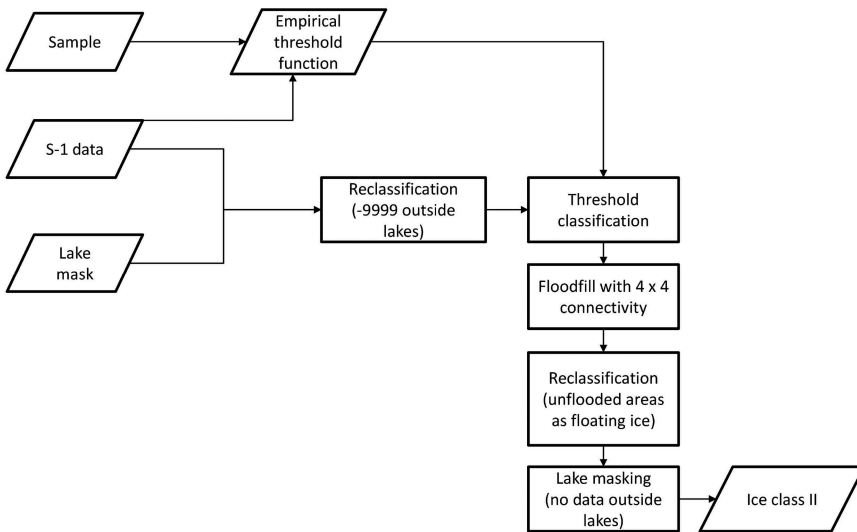 Sample
Empirical
threshold
function
S-1 data
Lake
mask
Reclassification
(-9999 outside
lakes)
Threshold
classification
Floodfill with 4 x 4
connectivity
Reclassification
(unflooded areas
as floating ice)
Lake masking
(no data outside
lakes)
Ice class II